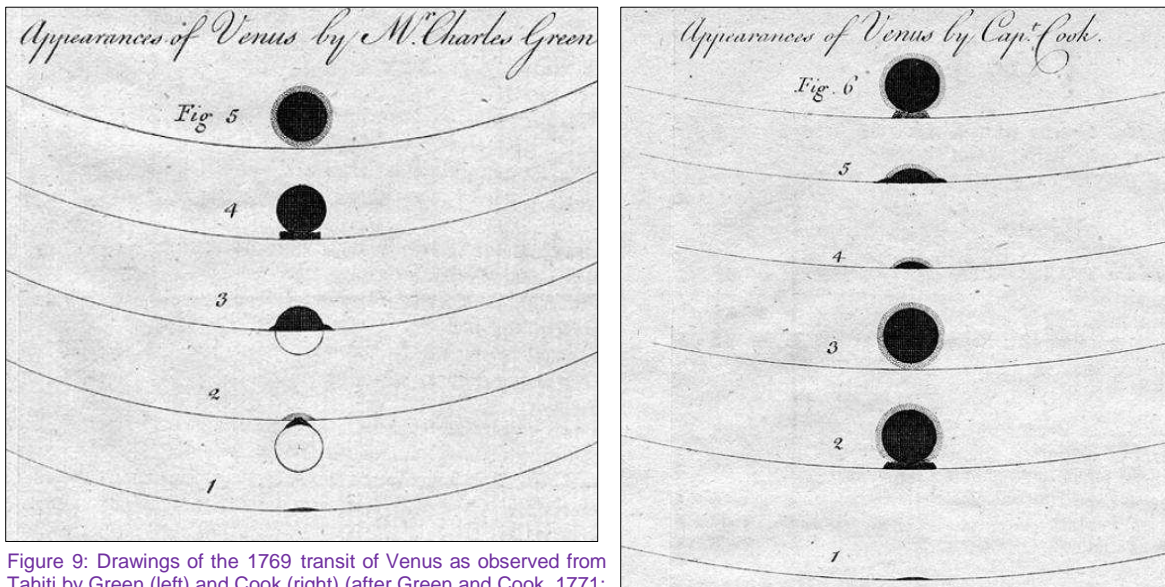 Appearances of Venus by Mr. Charles Green
Fig 5
4
3
2
1
Appearances of Venus by Capt. Cook.
Fig. 6
5
4
3
2
1
Figure 9: Drawings of the 1769 transit of Venus as observed from
Tahiti by Green (left) and Cook (right) (after Green and Cook, 1771: